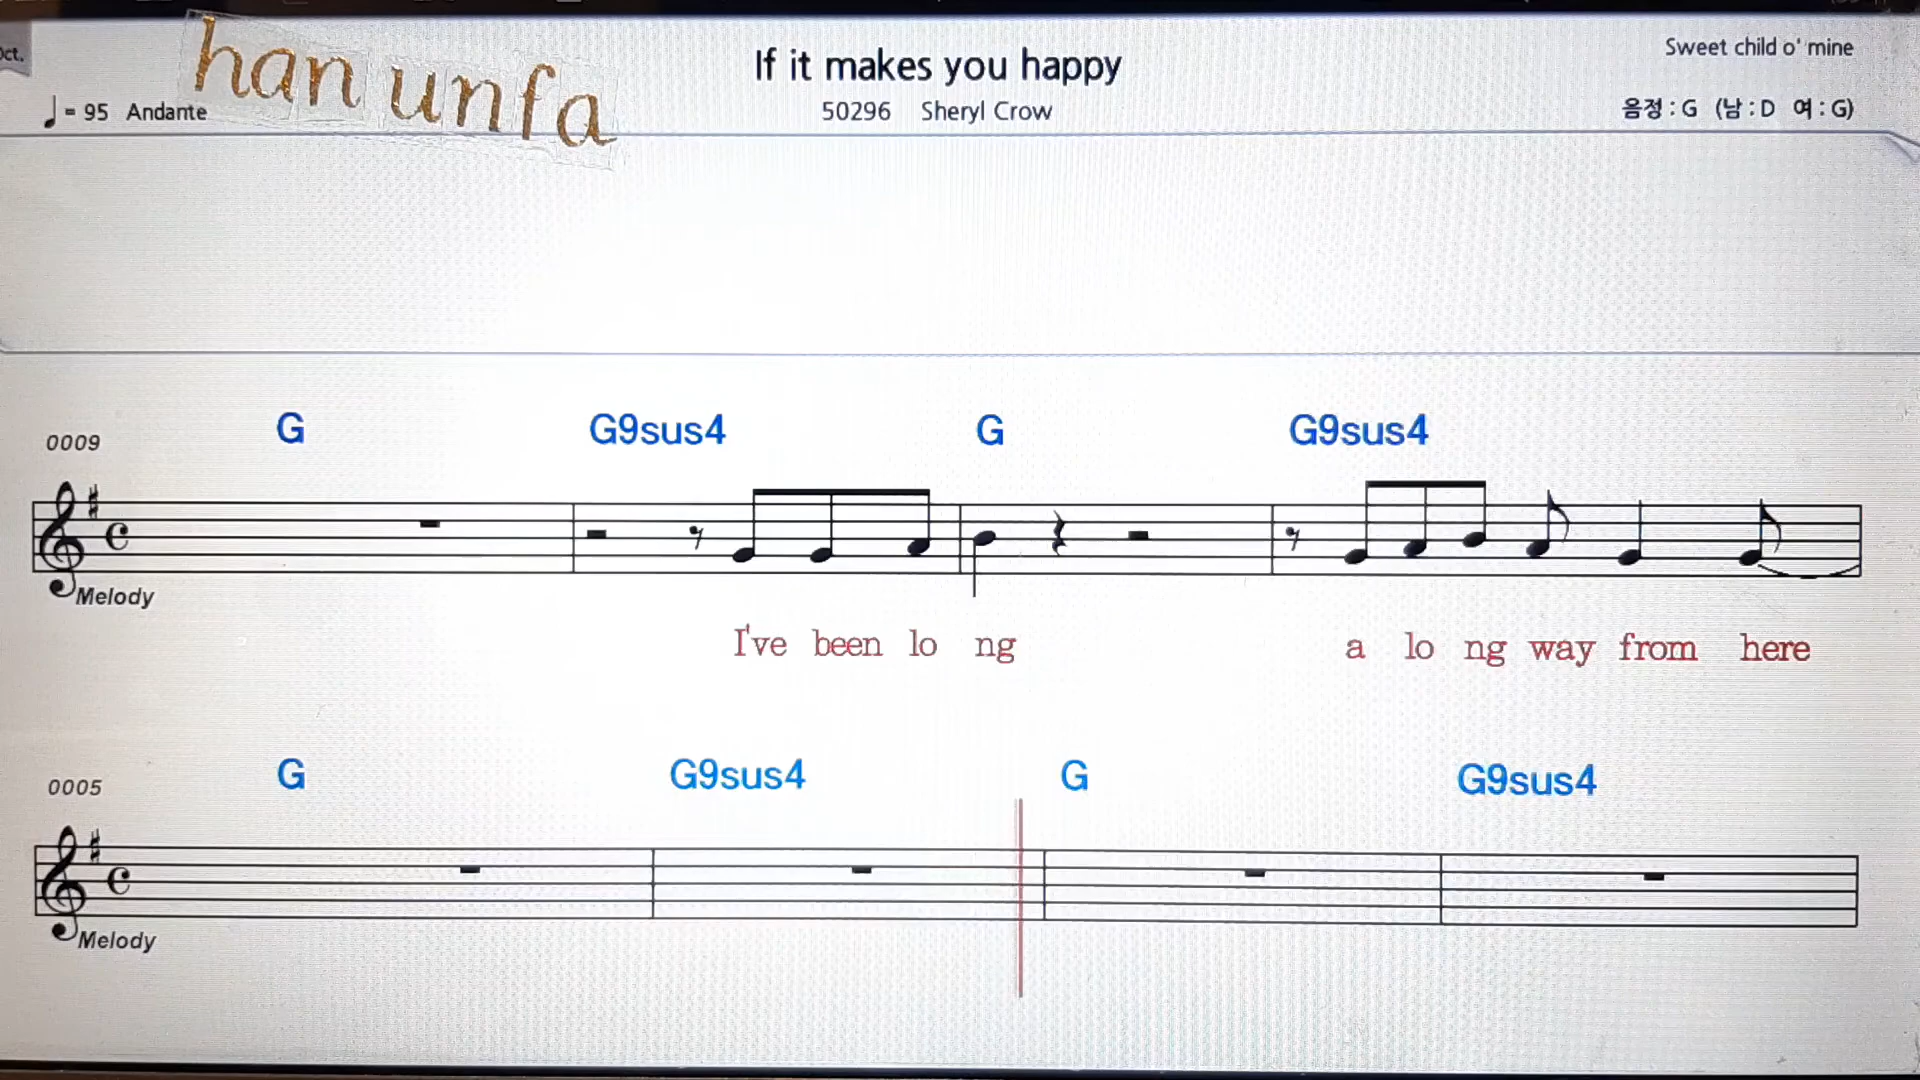 Oct.
han unfa
If it makes you happy
Sweet child o' mine
= 95 Andante
50296 Sheryl Crow
음정 : G (남 : D 여 : G)
G G9sus4 G G9sus4
0009
Melody
I've been lo ng a lo ng way from here
G G9sus4 G G9sus4
0005
Melody